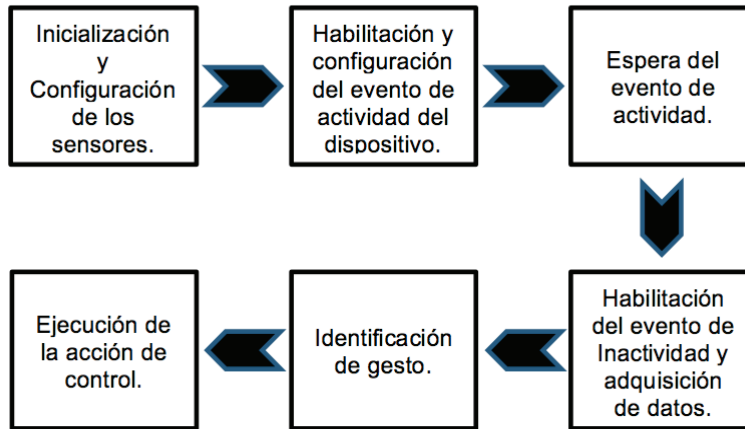 Inicialización
y
Configuración
de los
sensores.
Habilitación y
configuración
del evento de
actividad del
dispositivo.
Espera del
evento de
actividad.
Habilitación
del evento de
Inactividad y
adquisición
de datos.
Identificación
de gesto.
Ejecución de
la acción de
control.